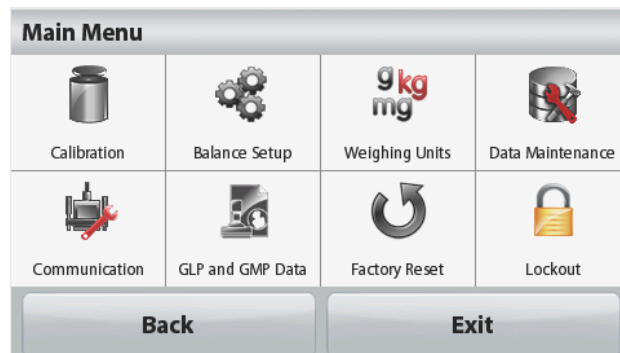 Main Menu
g kg
mg
Calibration
Balance Setup
Weighing Units
Data Maintenance
Communication
GLP and GMP Data
Factory Reset
Lockout
Back
Exit